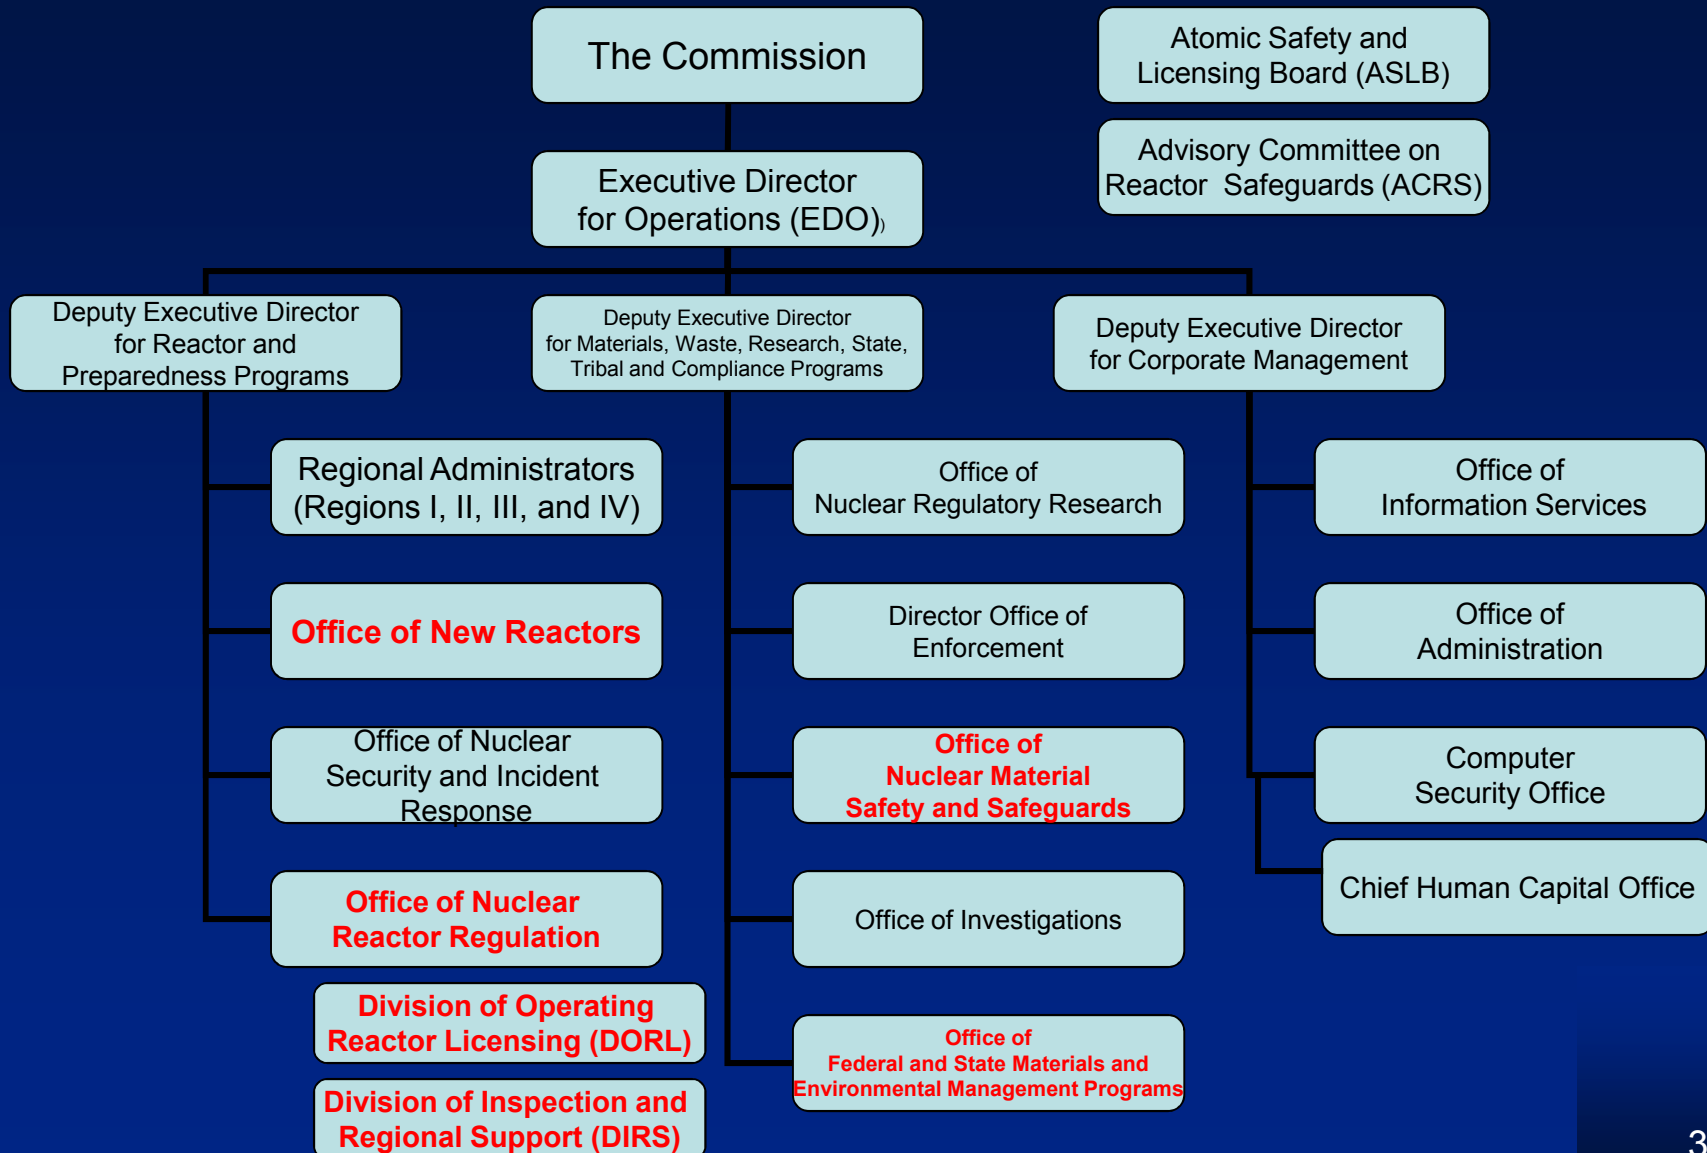 The Commission
Atomic Safety and
Licensing Board (ASLB)
Advisory Committee on
Reactor Safeguards (ACRS)
Executive Director
for Operations (EDO))
Deputy Executive Director
for Reactor and
Preparedness Programs
Deputy Executive Director
for Materials, Waste, Research, State,
Tribal and Compliance Programs
Deputy Executive Director
for Corporate Management
Regional Administrators
(Regions I, II, III, and IV)
Office of
Nuclear Regulatory Research
Office of
Information Services
Office of New Reactors
Director Office of
Enforcement
Office of
Administration
Office of Nuclear
Security and Incident
Response
Office of
Nuclear Material
Safety and Safeguards
Computer
Security Office
Office of Nuclear
Reactor Regulation
Office of Investigations
Chief Human Capital Office
Division of Operating
Reactor Licensing (DORL)
Office of
Federal and State Materials and
Environmental Management Programs
Division of Inspection and
Regional Support (DIRS)
3